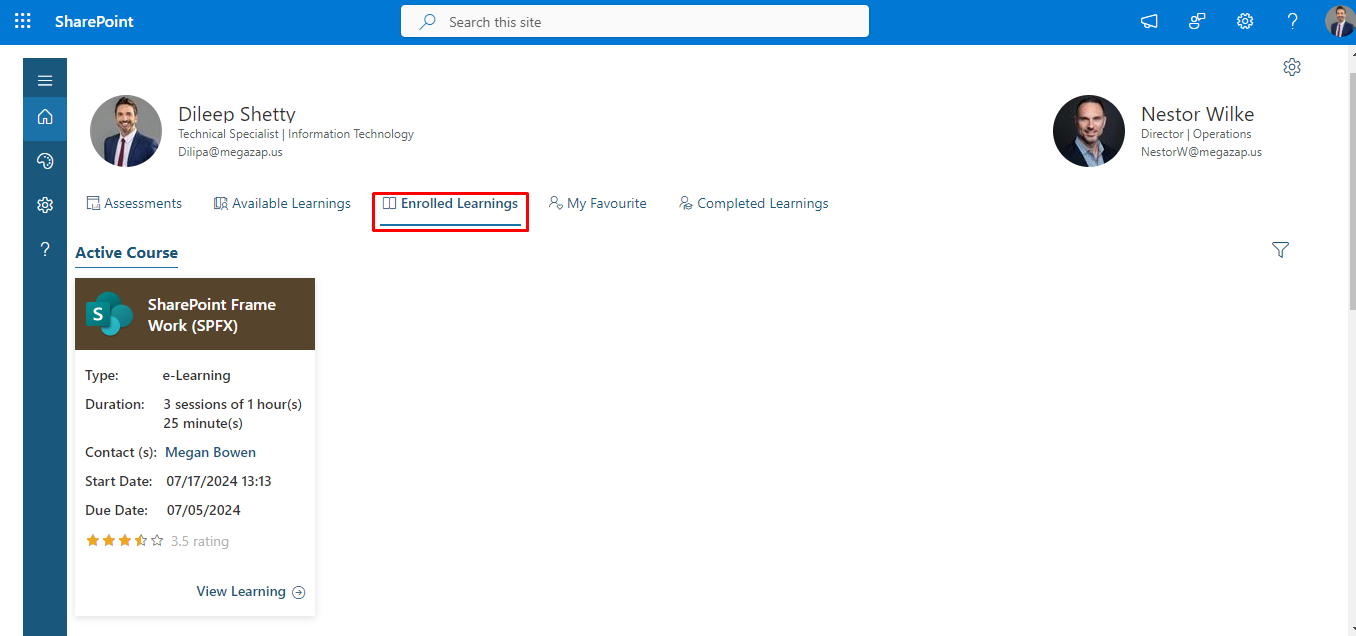 SharePoint
Search this site
Dileep Shetty
Technical Specialist | Information Technology
Dilipa@megazap.us
Nestor Wilke
Director | Operations
NestorW@megazap.us
Assessments Available Learnings Enrolled Learnings My Favourite Completed Learnings
Active Course
S SharePoint Frame
Work (SPFX)
Type: e-Learning
Duration: 3 sessions of 1 hour(s)
25 minute(s)
Contact (s): Megan Bowen
Start Date: 07/17/2024 13:13
Due Date: 07/05/2024
3.5 rating
View Learning